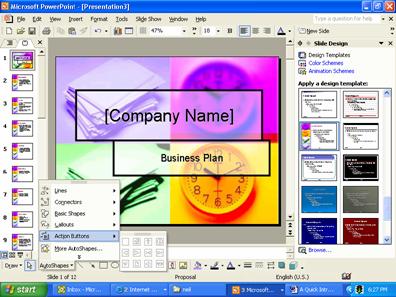 Microsoft PowerPoint - [Presentation3]
File Edit View Insert Format Tools Slide Show Window Help
Type a question for help
47%
18
New Slide
Slide Design
Design Templates
Color Schemes
Animation Schemes
Apply a design template:
[Company Name]
Business Plan
1
2
3
4
5
6
7
8
9
Lines
Connectors
Basic Shapes
Callouts
Action Buttons
More AutoShapes...
Browse...
Draw AutoShapes
Slide 1 of 12
Proposal
English (U.S.)
start
Inbox - Microsof...
2 Internet ...
neil
3 Microsoft...
A Quick Intro...
6:27 PM